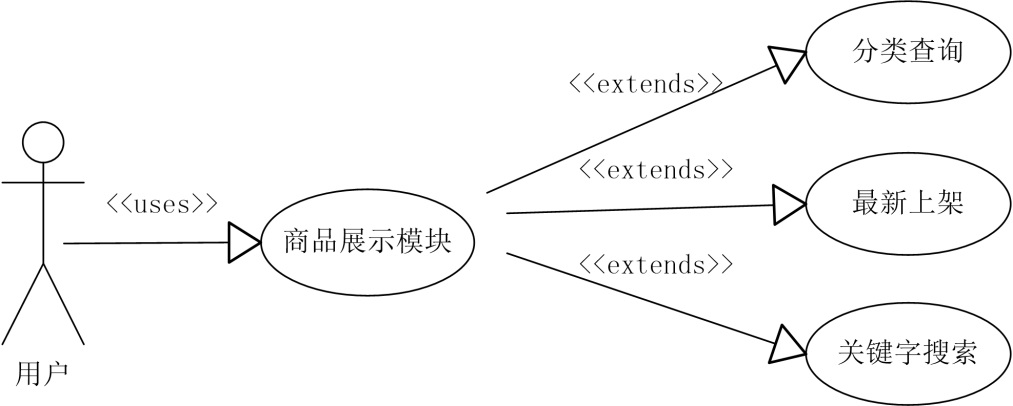 分类查询
<<extends>>
<<extends>>
最新上架
<<uses>>
商品展示模块
<<extends>>
关键字搜索
用户